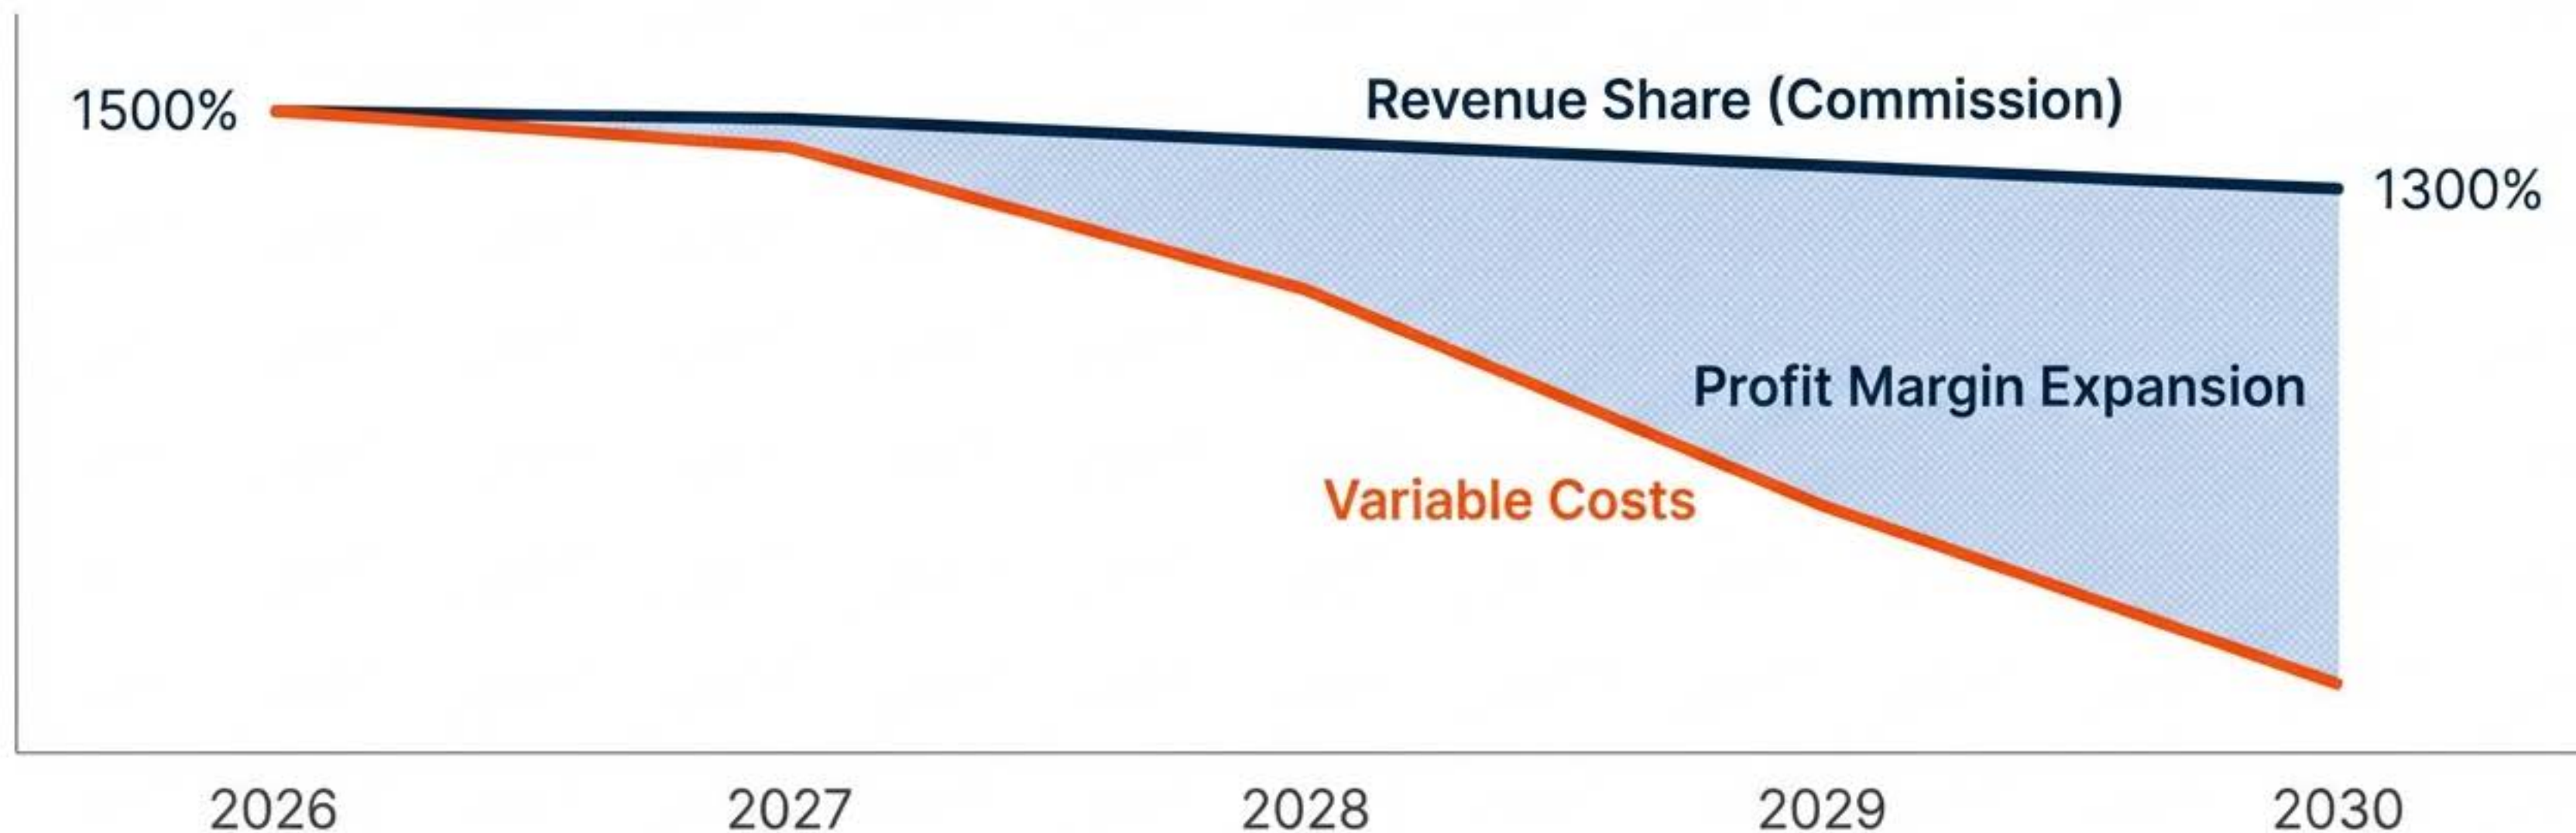 Revenue Share (Commission)
1500%
1300%
Profit Margin Expansion
Variable Costs
2026
2027
2028
2029
2030